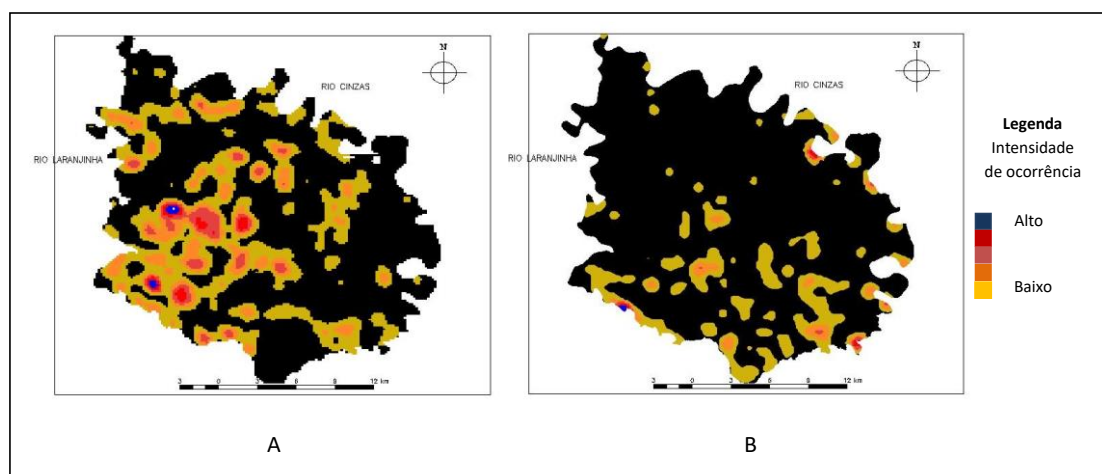 N
RIO CINZAS
RIO LARANJINHA
3 0 3 6 9 12 km
A
N
RIO CINZAS
RIO LARANJINHA
3 0 3 6 9 12 km
B
Legenda
Intensidade
de ocorrência
Alto
Baixo